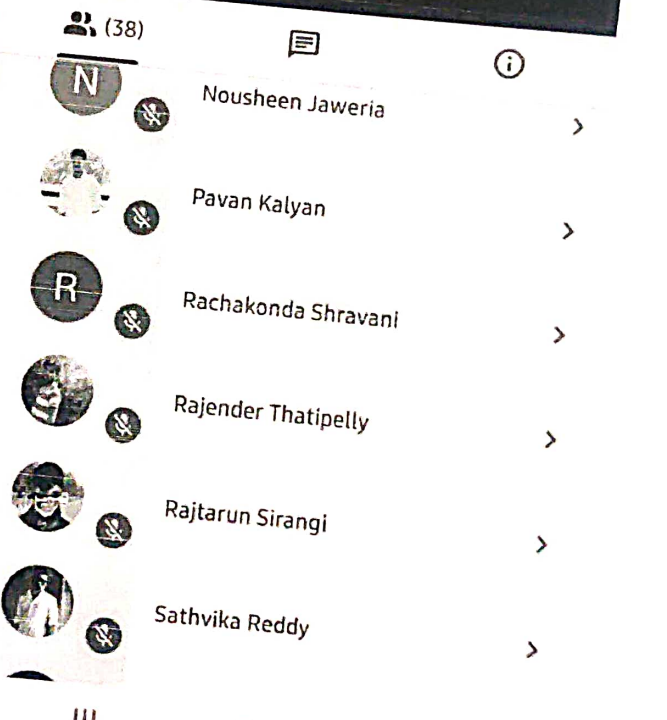 (38)
N
Nousheen Jaweria
Pavan Kalyan
R
Rachakonda Shravani
Rajender Thatipelly
Rajtarun Sirangi
Sathvika Reddy